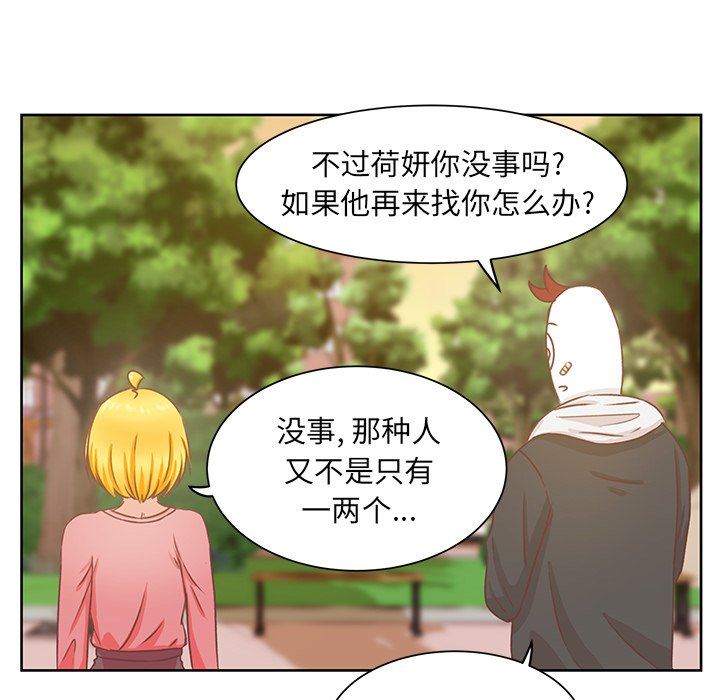 不过荷妍你没事吗?
如果他再来找你怎么办?
没事, 那种人
又不是只有
一两个...